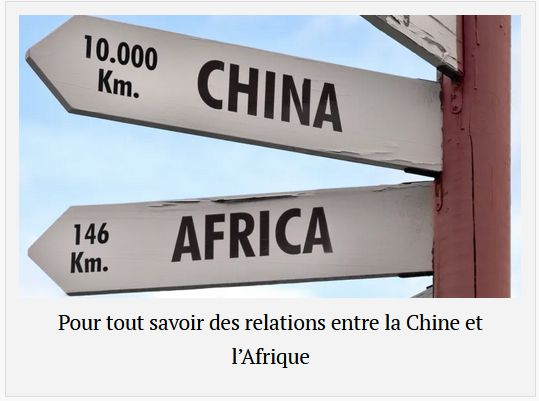 10.000
Km.
CHINA
146
Km.
AFRICA
Pour tout savoir des relations entre la Chine et
l’Afrique